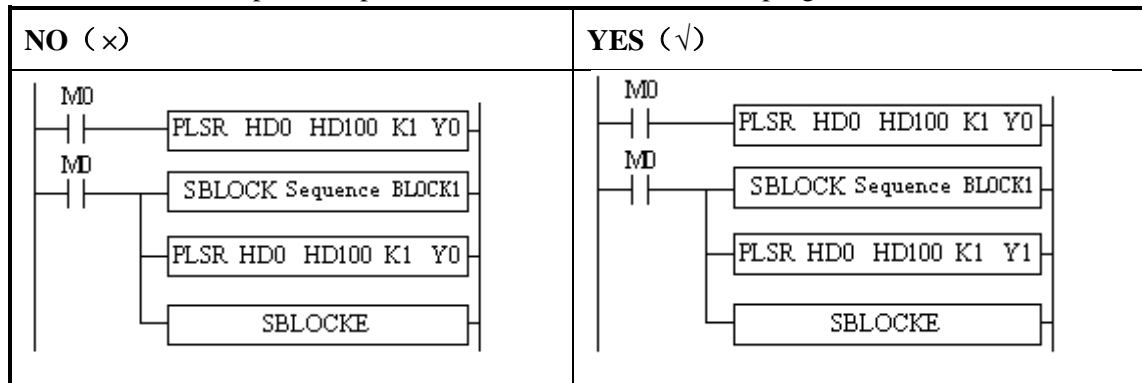 NO（×）
M0
PLSR HD0 HD100 K1 Y0
M0
SBLOCK Sequence BLOCK1
PLSR HD0 HD100 K1 Y0
SBLOCKE
YES（√）
M0
PLSR HD0 HD100 K1 Y0
M0
SBLOCK Sequence BLOCK1
PLSR HD0 HD100 K1 Y1
SBLOCKE